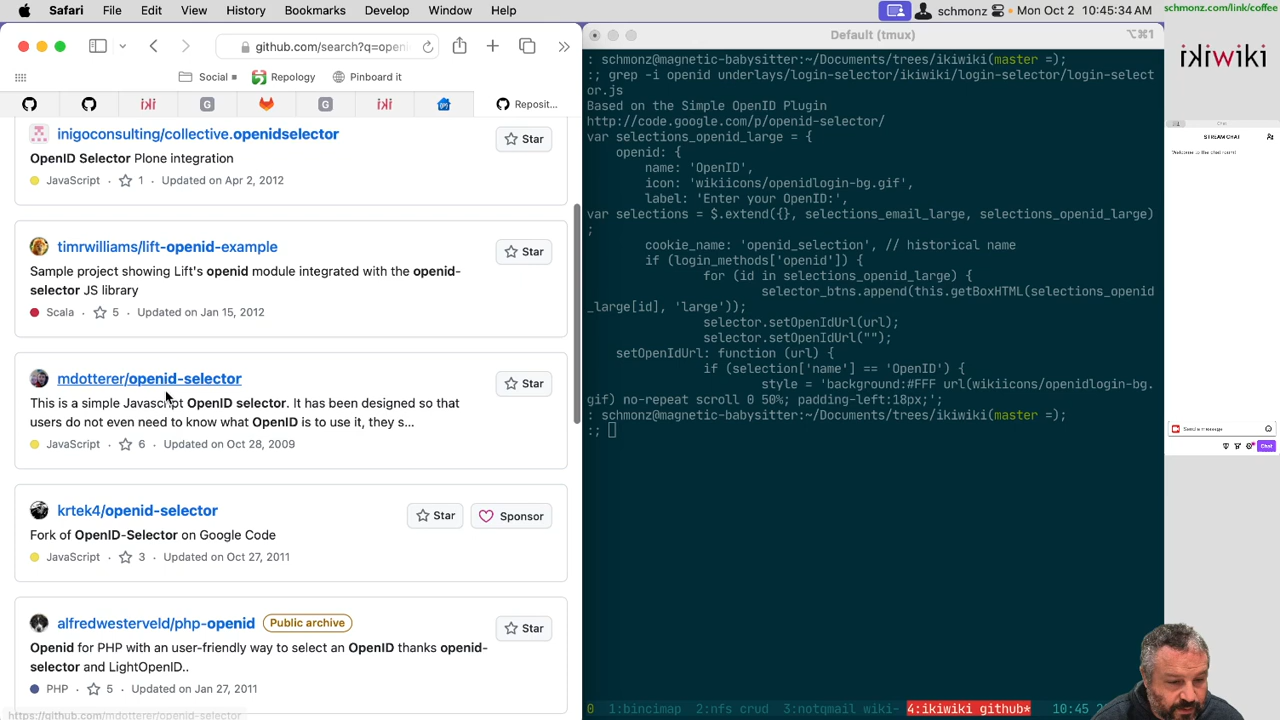 Safari File Edit View History Bookmarks Develop Window Help
schmonz Mon Oct 2 10:45:34 AM
schmonz.com/link/coffee
github.com/search?q=openi
Social
Repology
Pinboard it
Reposit...
inigoconsulting/collective.openidselector
Star
OpenID Selector Plone integration
JavaScript · 1 · Updated on Apr 2, 2012
timrwilliams/lift-openid-example
Star
Sample project showing Lift's openid module integrated with the openid-
selector JS library
Scala · 5 · Updated on Jan 15, 2012
mdotterer/openid-selector
Star
This is a simple Javascript OpenID selector. It has been designed so that
users do not even need to know what OpenID is to use it, they s...
JavaScript · 6 · Updated on Oct 28, 2009
krtek4/openid-selector
Star
Sponsor
Fork of OpenID-Selector on Google Code
JavaScript · 3 · Updated on Oct 27, 2011
alfredwesterveld/php-openid Public archive
Star
Openid for PHP with an user-friendly way to select an OpenID thanks openid-
selector and LightOpenID..
PHP · 5 · Updated on Jan 27, 2011
https://github.com/mdotterer/openid-selector
Default (tmux)
⌥⌘1
: schmonz@magnetic-babysitter:~/Documents/trees/ikiwiki(master =);
:; grep -i openid underlays/login-selector/ikiwiki/login-selector/login-select
or.js
Based on the Simple OpenID Plugin
http://code.google.com/p/openid-selector/
var selections_openid_large = {
openid: {
name: 'OpenID',
icon: 'wikiicons/openidlogin-bg.gif',
label: 'Enter your OpenID:',
var selections = $.extend({}, selections_email_large, selections_openid_large)
;
cookie_name: 'openid_selection', // historical name
if (login_methods['openid']) {
for (id in selections_openid_large) {
selector_btns.append(this.getBoxHTML(selections_openid
_large[id], 'large'));
selector.setOpenIdUrl(url);
selector.setOpenIdUrl("");
setOpenIdUrl: function (url) {
if (selection['name'] == 'OpenID') {
style = 'background:#FFF url(wikiicons/openidlogin-bg.
gif) no-repeat scroll 0 50%; padding-left:18px;';
: schmonz@magnetic-babysitter:~/Documents/trees/ikiwiki(master =);
:;
0 1:bincimap 2:nfs crud 3:notqmail wiki- 4:ikiwiki github* 10:45
ikiwiki
STREAM CHAT
Welcome to the chat room!
Send a message
Chat